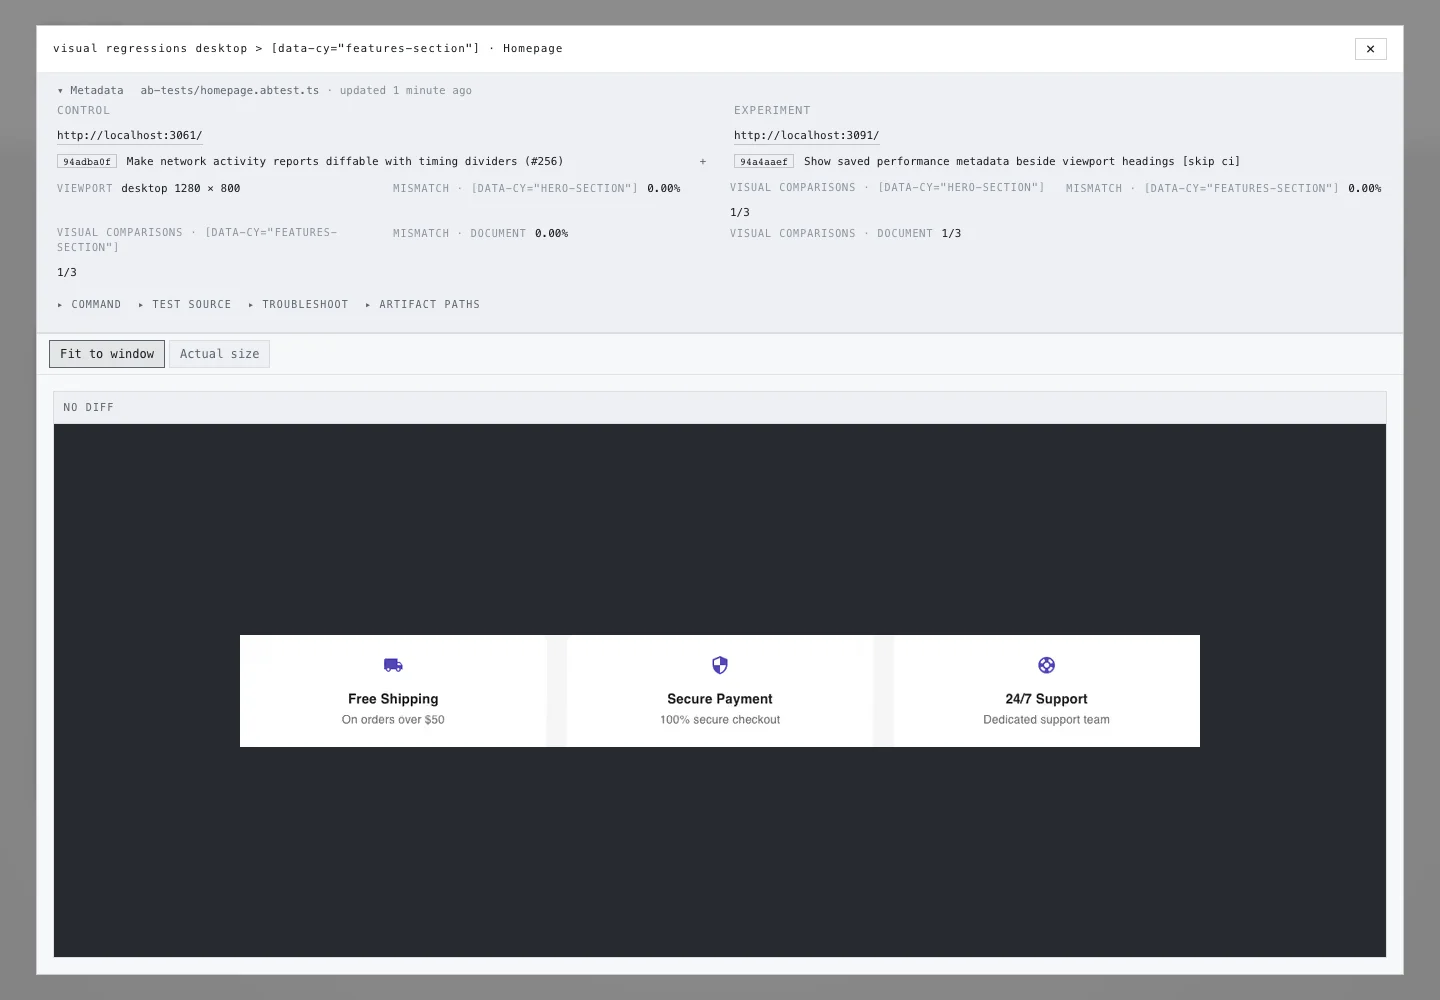 visual regressions desktop > [data-cy="features-section"] · Homepage
✕
▾ Metadata ab-tests/homepage.abtest.ts · updated 1 minute ago
CONTROL
http://localhost:3061/
94adba0f Make network activity reports diffable with timing dividers (#256)
+
EXPERIMENT
http://localhost:3091/
94a4aaef Show saved performance metadata beside viewport headings [skip ci]
VIEWPORT desktop 1280 × 800
MISMATCH · [DATA-CY="HERO-SECTION"] 0.00%
VISUAL COMPARISONS · [DATA-CY="HERO-SECTION"]
1/3
MISMATCH · [DATA-CY="FEATURES-SECTION"] 0.00%
VISUAL COMPARISONS · [DATA-CY="FEATURES-
SECTION"]
1/3
MISMATCH · DOCUMENT 0.00%
VISUAL COMPARISONS · DOCUMENT 1/3
▸ COMMAND ▸ TEST SOURCE ▸ TROUBLESHOOT ▸ ARTIFACT PATHS
Fit to window Actual size
NO DIFF
Free Shipping
On orders over $50
Secure Payment
100% secure checkout
24/7 Support
Dedicated support team